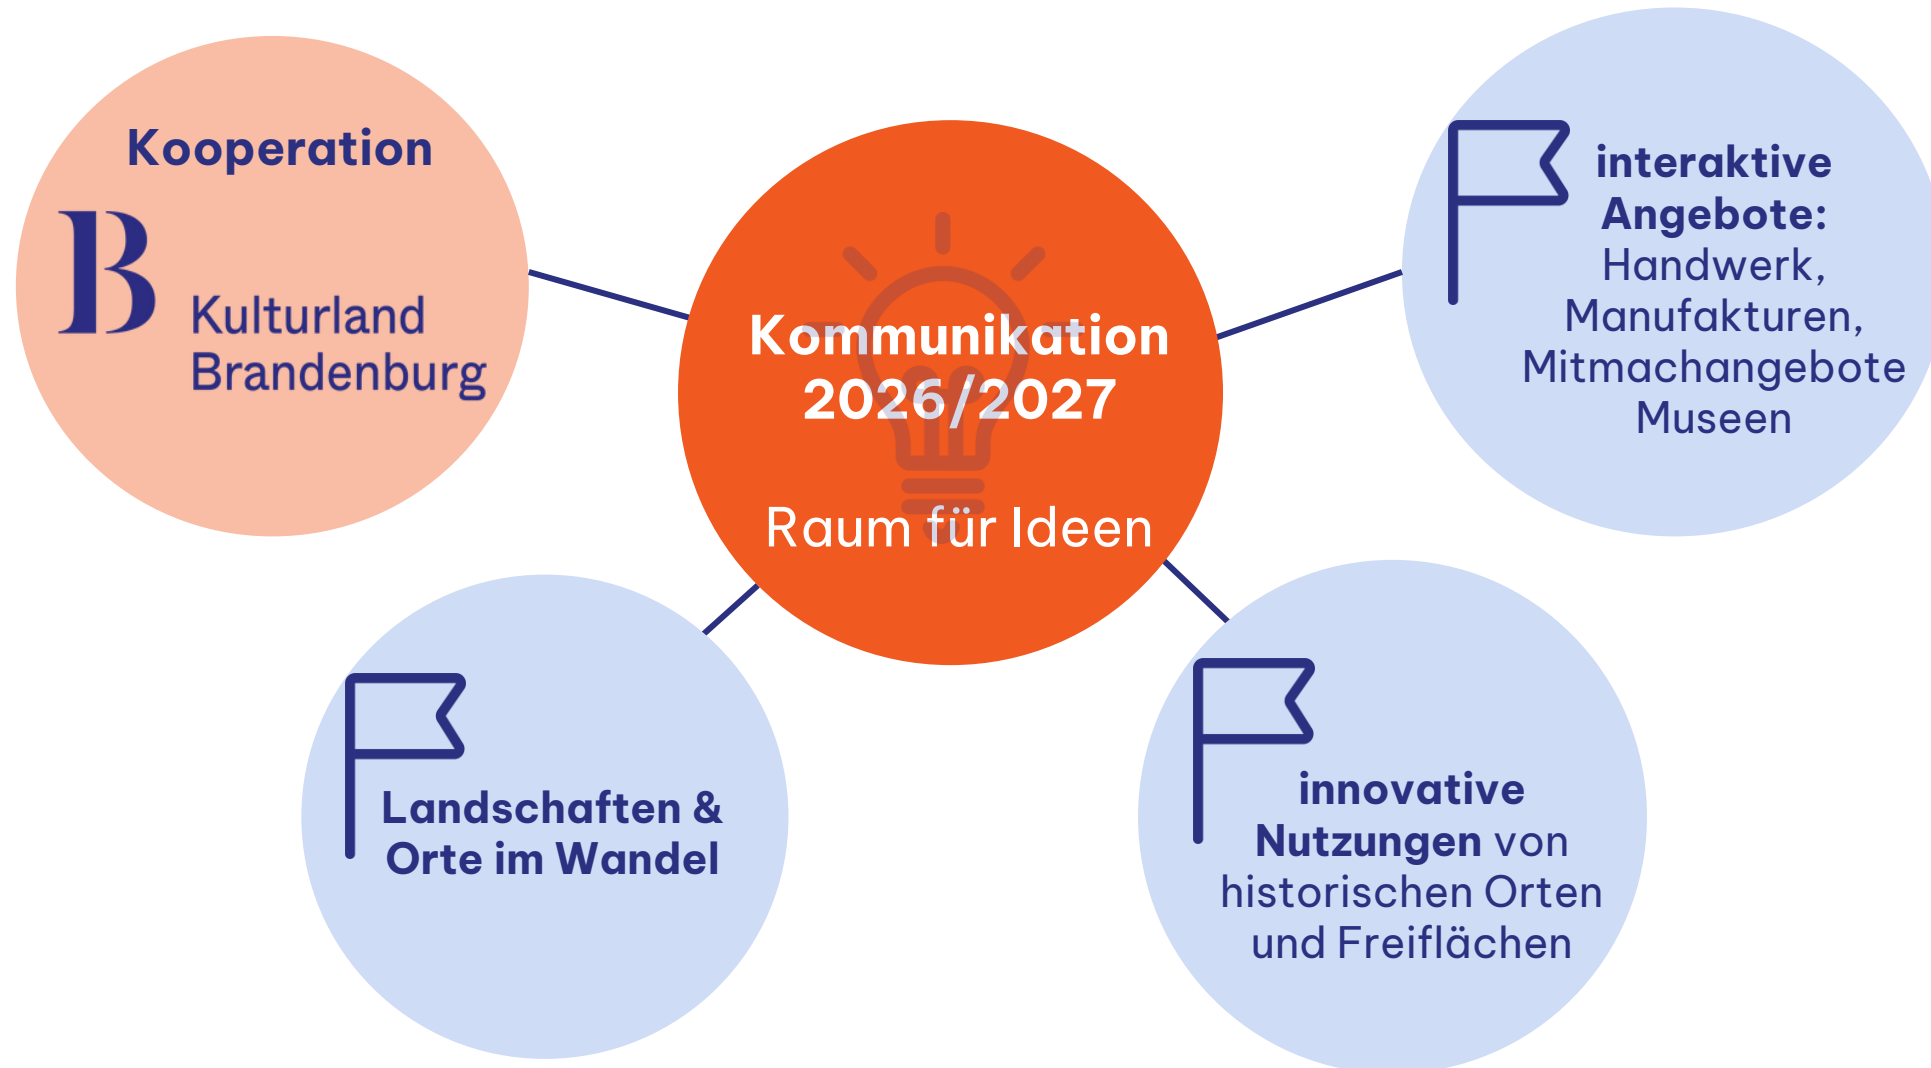 Kooperation
B
Kulturland
Brandenburg
Kommunikation
2026/2027
Raum für Ideen
interaktive
Angebote:
Handwerk,
Manufakturen,
Mitmachangebote
Museen
Landschaften &
Orte im Wandel
innovative
Nutzungen von
historischen Orten
und Freiflächen